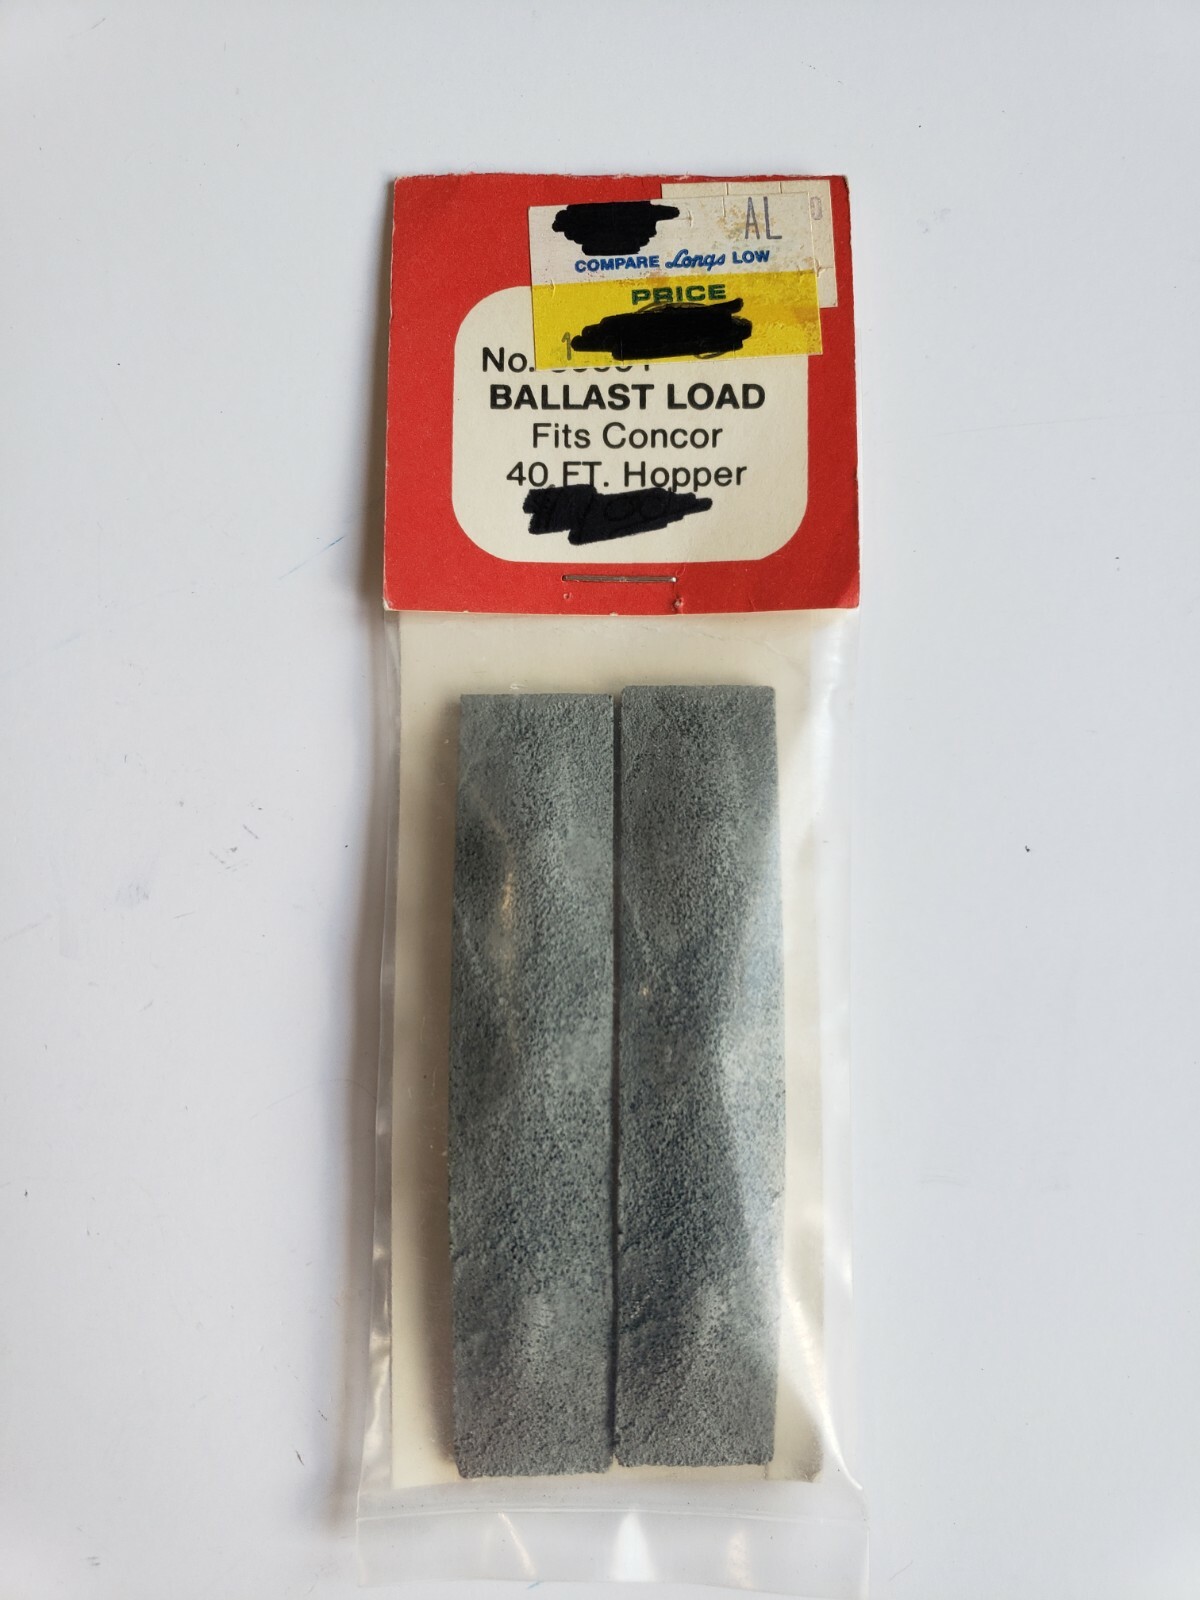 AL
COMPARE Longs LOW
PRICE
No.
BALLAST LOAD
Fits Concor
40 FT. Hopper